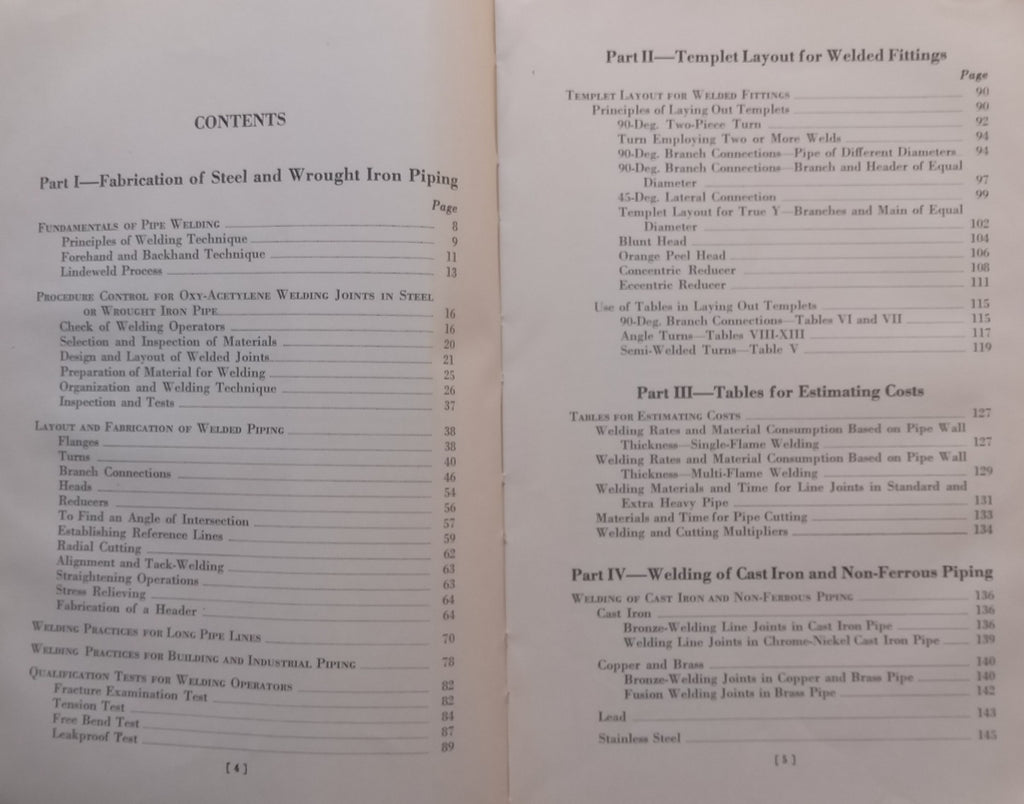 CONTENTS
Part I—Fabrication of Steel and Wrought Iron Piping
Page
FUNDAMENTALS OF PIPE WELDING 8
Principles of Welding Technique 9
Forehand and Backhand Technique 11
Lindeweld Process 13
PROCEDURE CONTROL FOR OXY-ACETYLENE WELDING JOINTS IN STEEL
OR WROUGHT IRON PIPE 16
Check of Welding Operators 16
Selection and Inspection of Materials 20
Design and Layout of Welded Joints 21
Preparation of Material for Welding 25
Organization and Welding Technique 26
Inspection and Tests 37
LAYOUT AND FABRICATION OF WELDED PIPING 38
Flanges 38
Turns 40
Branch Connections 46
Heads 54
Reducers 56
To Find an Angle of Intersection 57
Establishing Reference Lines 59
Radial Cutting 62
Alignment and Tack-Welding 63
Straightening Operations 63
Stress Relieving 64
Fabrication of a Header 64
WELDING PRACTICES FOR LONG PIPE LINES 70
WELDING PRACTICES FOR BUILDING AND INDUSTRIAL PIPING 78
QUALIFICATION TESTS FOR WELDING OPERATORS 82
Fracture Examination Test 82
Tension Test 84
Free Bend Test 87
Leakproof Test 89
[ 4 ]
Part II—Templet Layout for Welded Fittings
Page
TEMPLET LAYOUT FOR WELDED FITTINGS 90
Principles of Laying Out Templets 90
90-Deg. Two-Piece Turn 92
Turn Employing Two or More Welds 94
90-Deg. Branch Connections—Pipe of Different Diameters 94
90-Deg. Branch Connections—Branch and Header of Equal
Diameter 97
45-Deg. Lateral Connection 99
Templet Layout for True Y—Branches and Main of Equal
Diameter 102
Blunt Head 104
Orange Peel Head 106
Concentric Reducer 108
Eccentric Reducer 111
Use of Tables in Laying Out Templets 115
90-Deg. Branch Connections—Tables VI and VII 115
Angle Turns—Tables VIII-XIII 117
Semi-Welded Turns—Table V 119
Part III—Tables for Estimating Costs
TABLES FOR ESTIMATING COSTS 127
Welding Rates and Material Consumption Based on Pipe Wall
Thickness—Single-Flame Welding 127
Welding Rates and Material Consumption Based on Pipe Wall
Thickness—Multi-Flame Welding 129
Welding Materials and Time for Line Joints in Standard and
Extra Heavy Pipe 131
Materials and Time for Pipe Cutting 133
Welding and Cutting Multipliers 134
Part IV—Welding of Cast Iron and Non-Ferrous Piping
WELDING OF CAST IRON AND NON-FERROUS PIPING 136
Cast Iron 136
Bronze-Welding Line Joints in Cast Iron Pipe 136
Welding Line Joints in Chrome-Nickel Cast Iron Pipe 139
Copper and Brass 140
Bronze-Welding Joints in Copper and Brass Pipe 140
Fusion Welding Joints in Brass Pipe 142
Lead 143
Stainless Steel 145
[ 5 ]